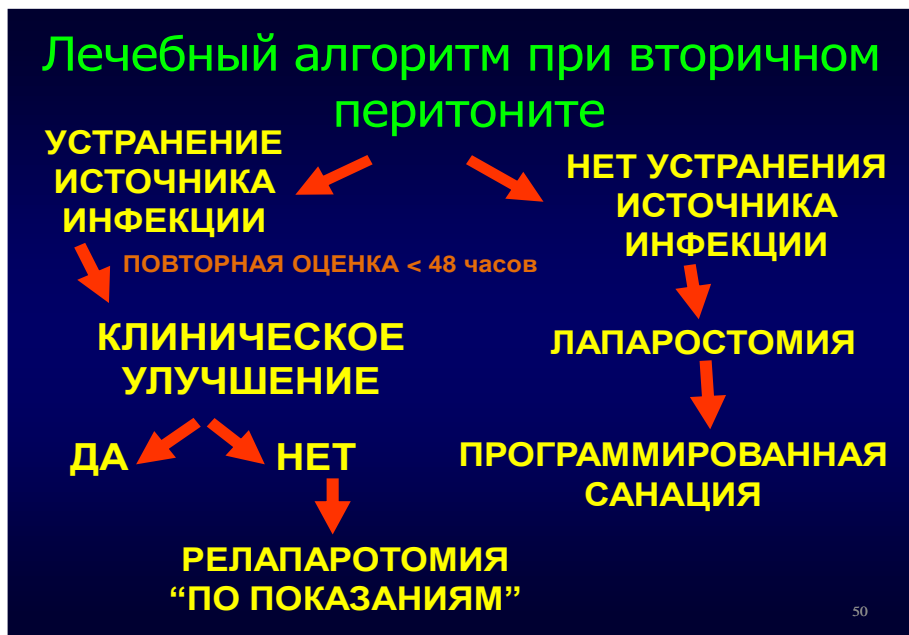 Лечебный алгоритм при вторичном
перитоните
УСТРАНЕНИЕ
ИСТОЧНИКА
ИНФЕКЦИИ
НЕТ УСТРАНЕНИЯ
ИСТОЧНИКА
ИНФЕКЦИИ
ПОВТОРНАЯ ОЦЕНКА < 48 часов
КЛИНИЧЕСКОЕ
УЛУЧШЕНИЕ
ЛАПАРОСТОМИЯ
ДА
НЕТ
ПРОГРАММИРОВАННАЯ
САНАЦИЯ
РЕЛАПАРОТОМИЯ
“ПО ПОКАЗАНИЯМ”
50